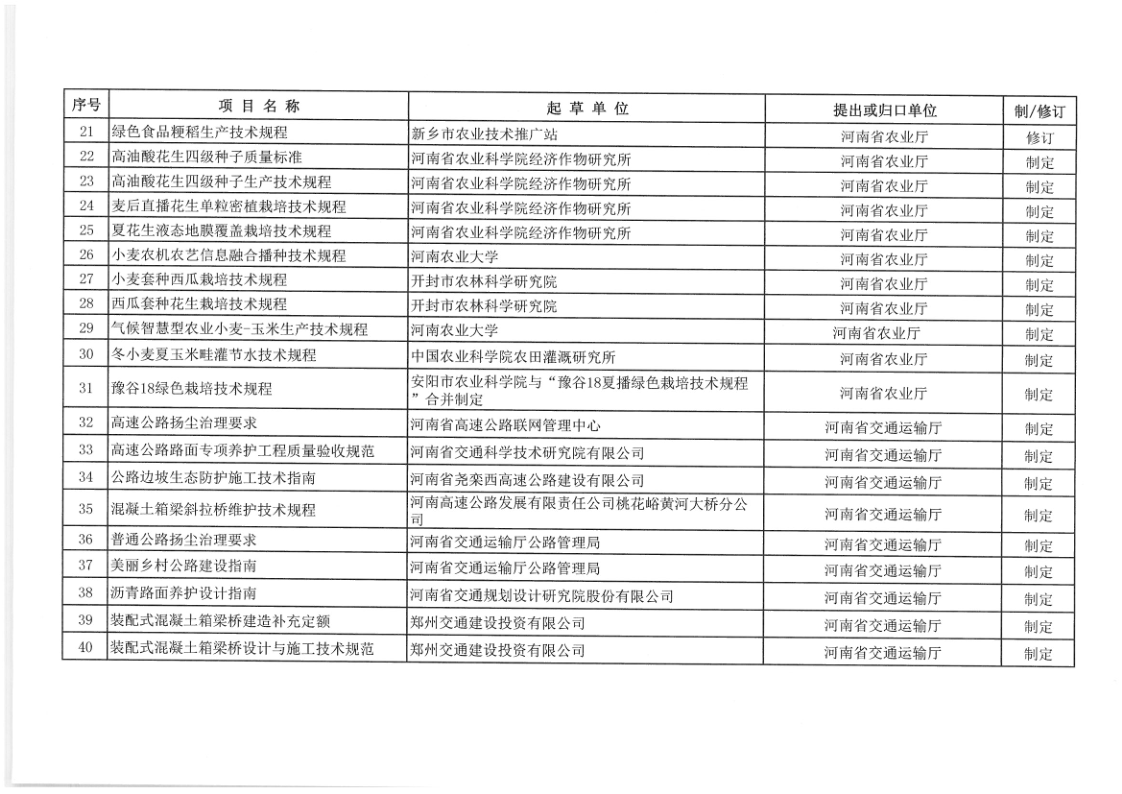 序号 项目名称 起草单位 提出或归口单位 制/修订
21 绿色食品粳稻生产技术规程 新乡市农业技术推广站 河南省农业厅 修订
22 高油酸花生四级种子质量标准 河南省农业科学院经济作物研究所 河南省农业厅 制定
23 高油酸花生四级种子生产技术规程 河南省农业科学院经济作物研究所 河南省农业厅 制定
24 麦后直播花生单粒密植栽培技术规程 河南省农业科学院经济作物研究所 河南省农业厅 制定
25 夏花生液态地膜覆盖栽培技术规程 河南省农业科学院经济作物研究所 河南省农业厅 制定
26 小麦农机农艺信息融合播种技术规程 河南农业大学 河南省农业厅 制定
27 小麦套种西瓜栽培技术规程 开封市农林科学研究院 河南省农业厅 制定
28 西瓜套种花生栽培技术规程 开封市农林科学研究院 河南省农业厅 制定
29 气候智慧型农业小麦-玉米生产技术规程 河南农业大学 河南省农业厅 制定
30 冬小麦夏玉米畦灌节水技术规程 中国农业科学院农田灌溉研究所 河南省农业厅 制定
31 豫谷18绿色栽培技术规程 安阳市农业科学院与“豫谷18夏播绿色栽培技术规程
”合并制定 河南省农业厅 制定
32 高速公路扬尘治理要求 河南省高速公路联网管理中心 河南省交通运输厅 制定
33 高速公路路面专项养护工程质量验收规范 河南省交通科学技术研究院有限公司 河南省交通运输厅 制定
34 公路边坡生态防护施工技术指南 河南省尧栾西高速公路建设有限公司 河南省交通运输厅 制定
35 混凝土箱梁斜拉桥维护技术规程 河南高速公路发展有限责任公司桃花峪黄河大桥分公
司 河南省交通运输厅 制定
36 普通公路扬尘治理要求 河南省交通运输厅公路管理局 河南省交通运输厅 制定
37 美丽乡村公路建设指南 河南省交通运输厅公路管理局 河南省交通运输厅 制定
38 沥青路面养护设计指南 河南省交通规划设计研究院股份有限公司 河南省交通运输厅 制定
39 装配式混凝土箱梁桥建造补充定额 郑州交通建设投资有限公司 河南省交通运输厅 制定
40 装配式混凝土箱梁桥设计与施工技术规范 郑州交通建设投资有限公司 河南省交通运输厅 制定